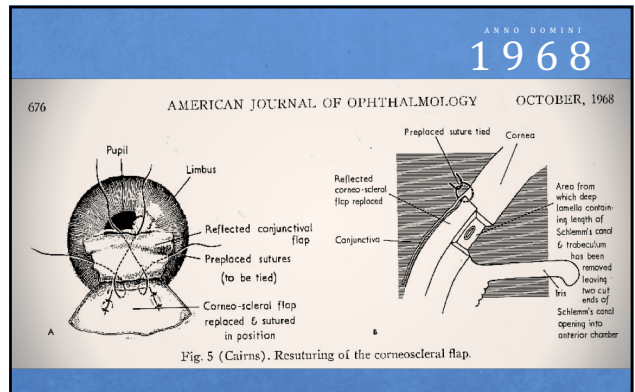 ANNO DOMINI
1968
676 AMERICAN JOURNAL OF OPHTHALMOLOGY OCTOBER, 1968
Pupil
Limbus
Reflected conjunctival
flap
Preplaced sutures
(to be tied)
Corneo-scleral flap
replaced & sutured
in position
A
Preplaced suture tied
Cornea
Reflected
corneo-scleral
flap replaced
Conjunctiva
Area from
which deep
lamella contain-
ing length of
Schlemm's canal
& trabeculum
has been
removed
leaving
two cut
ends of
Schlemm's canal
opening into
anterior chamber
Iris
B
Fig. 5 (Cairns). Resuturing of the corneoscleral flap.